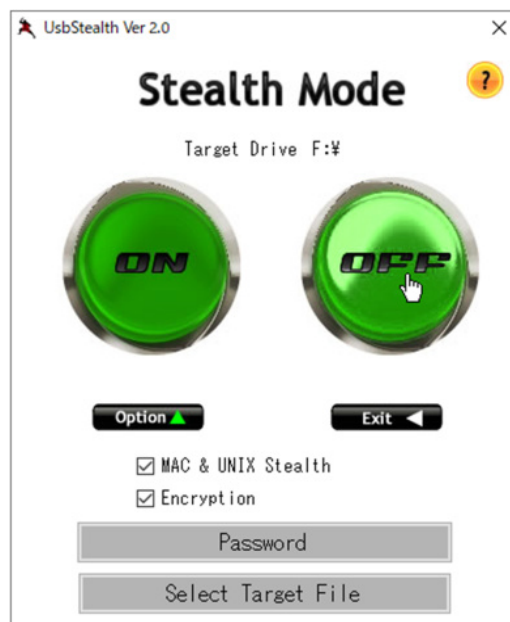 UsbStealth Ver 2.0
Stealth Mode
?
Target Drive F:¥
ON OFF
Option Exit
MAC & UNIX Stealth
Encryption
Password
Select Target File